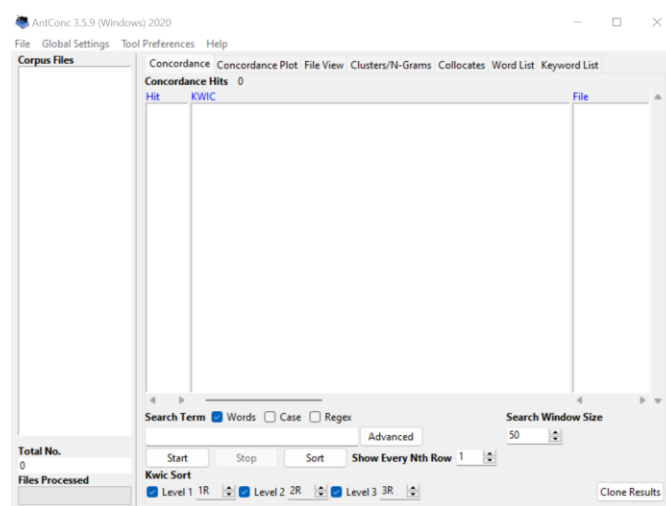 AntConc 3.5.9 (Windows) 2020
File Global Settings Tool Preferences Help
Corpus Files
Concordance Concordance Plot File View Clusters/N-Grams Collocates Word List Keyword List
Concordance Hits 0
Hit KWIC File
Search Term Words Case Regex Search Window Size
Advanced 50
Total No.
0
Start Stop Sort Show Every Nth Row 1
Files Processed
Kwic Sort
Level 1 1R Level 2 2R Level 3 3R Clone Results